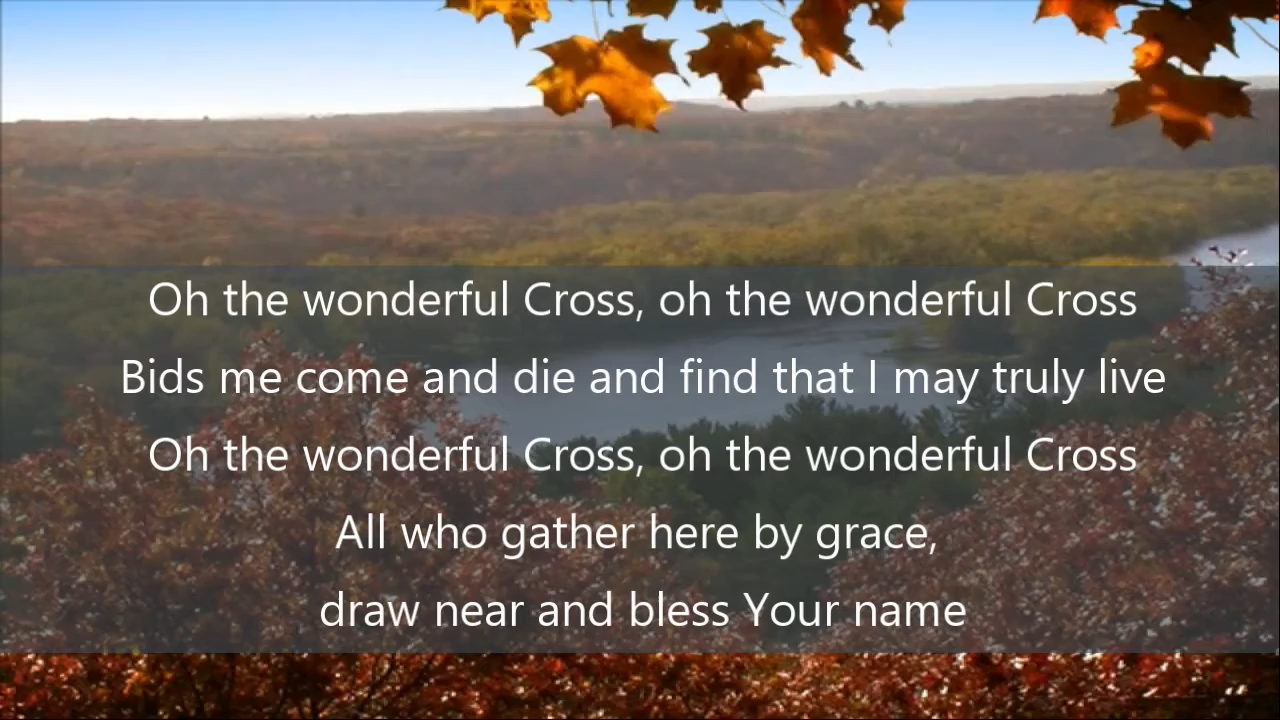 Oh the wonderful Cross, oh the wonderful Cross
Bids me come and die and find that I may truly live
Oh the wonderful Cross, oh the wonderful Cross
All who gather here by grace,
draw near and bless Your name